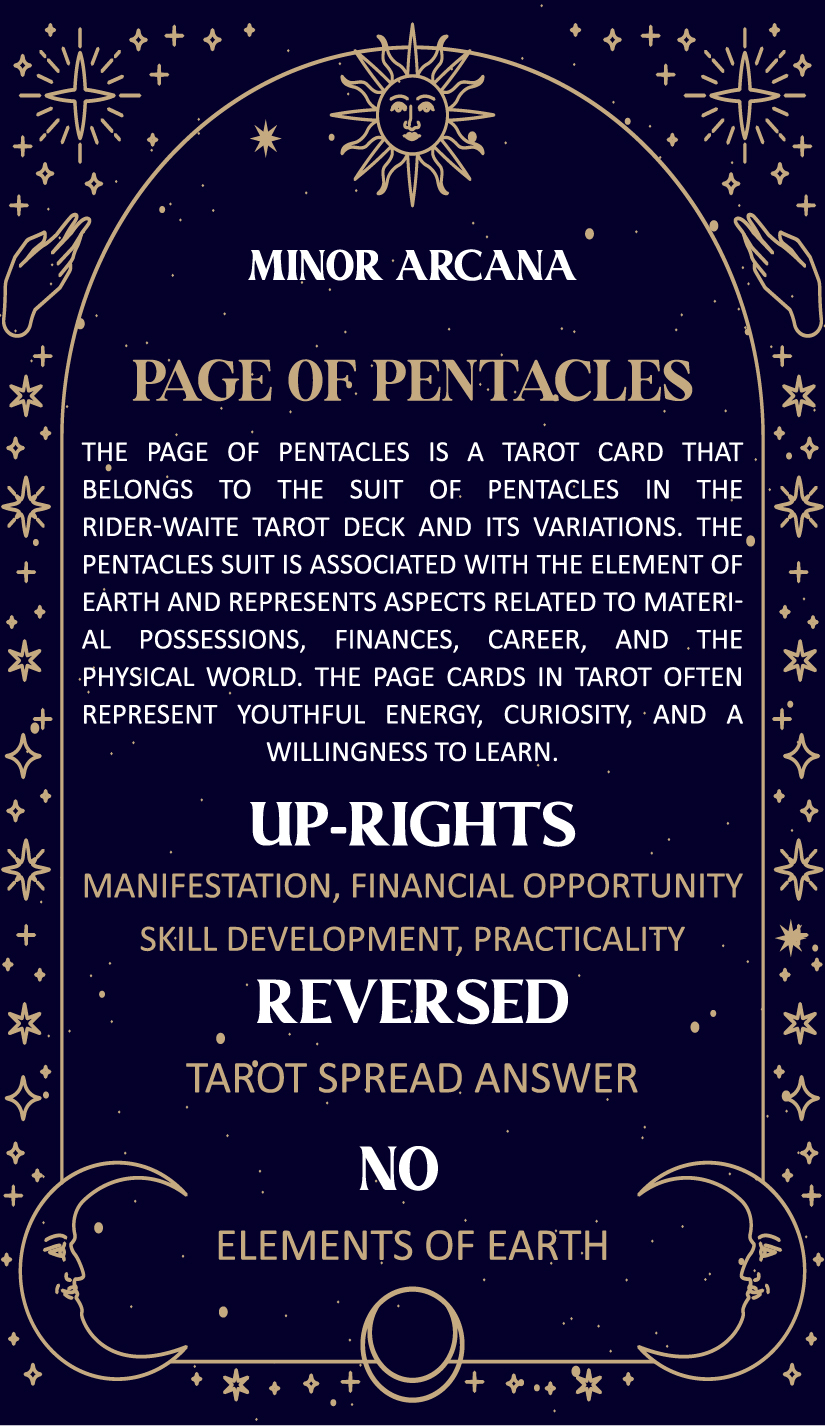 MINOR ARCANA
PAGE OF PENTACLES
THE PAGE OF PENTACLES IS A TAROT CARD THAT
BELONGS TO THE SUIT OF PENTACLES IN THE
RIDER-WAITE TAROT DECK AND ITS VARIATIONS. THE
PENTACLES SUIT IS ASSOCIATED WITH THE ELEMENT OF
EARTH AND REPRESENTS ASPECTS RELATED TO MATERI-
AL POSSESSIONS, FINANCES, CAREER, AND THE
PHYSICAL WORLD. THE PAGE CARDS IN TAROT OFTEN
REPRESENT YOUTHFUL ENERGY, CURIOSITY, AND A
WILLINGNESS TO LEARN.
UP-RIGHTS
MANIFESTATION, FINANCIAL OPPORTUNITY
SKILL DEVELOPMENT, PRACTICALITY
REVERSED
TAROT SPREAD ANSWER
NO
ELEMENTS OF EARTH